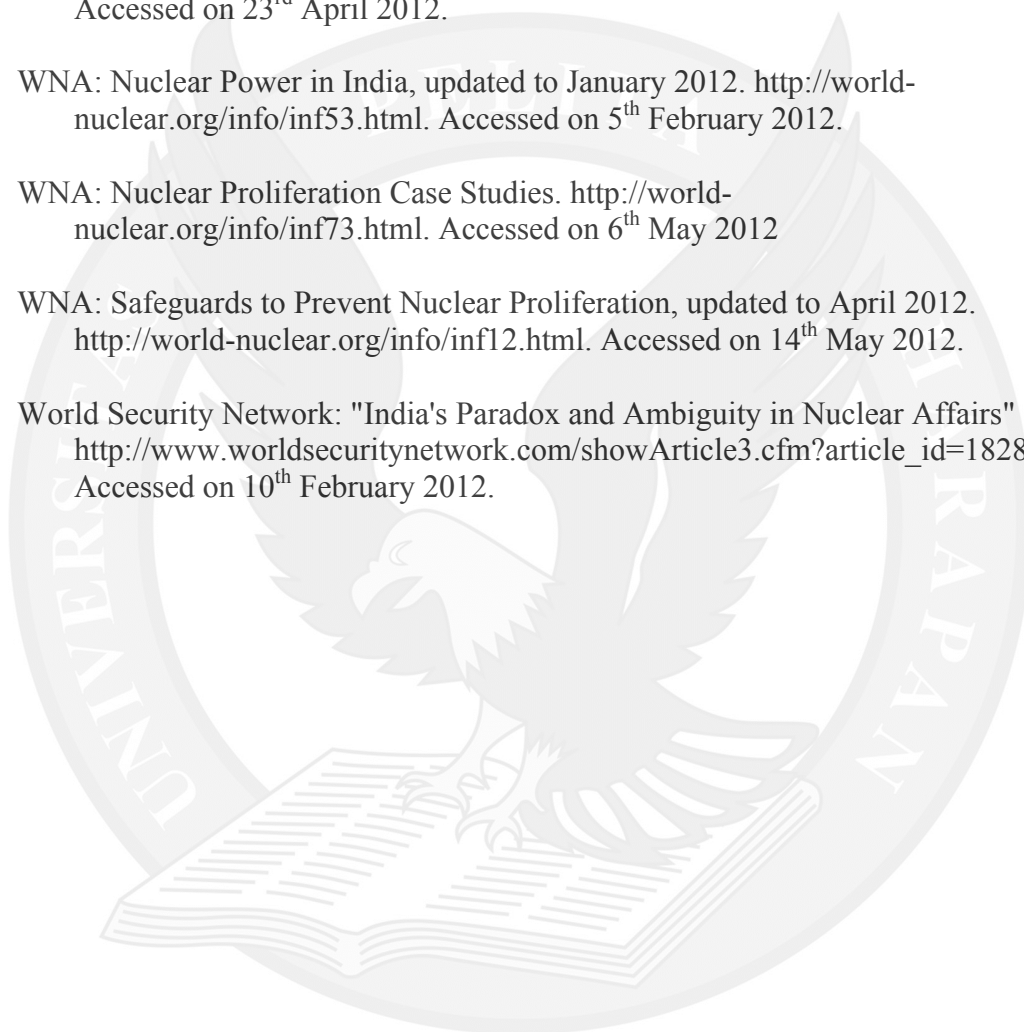 Accessed on 23rd April 2012.
WNA: Nuclear Power in India, updated to January 2012. http://world-
nuclear.org/info/inf53.html. Accessed on 5th February 2012.
WNA: Nuclear Proliferation Case Studies. http://world-
nuclear.org/info/inf73.html. Accessed on 6th May 2012
WNA: Safeguards to Prevent Nuclear Proliferation, updated to April 2012.
http://world-nuclear.org/info/inf12.html. Accessed on 14th May 2012.
World Security Network: "India's Paradox and Ambiguity in Nuclear Affairs"
http://www.worldsecuritynetwork.com/showArticle3.cfm?article_id=1828
Accessed on 10th February 2012.
UNIVERSITAS PELITA HARAPAN